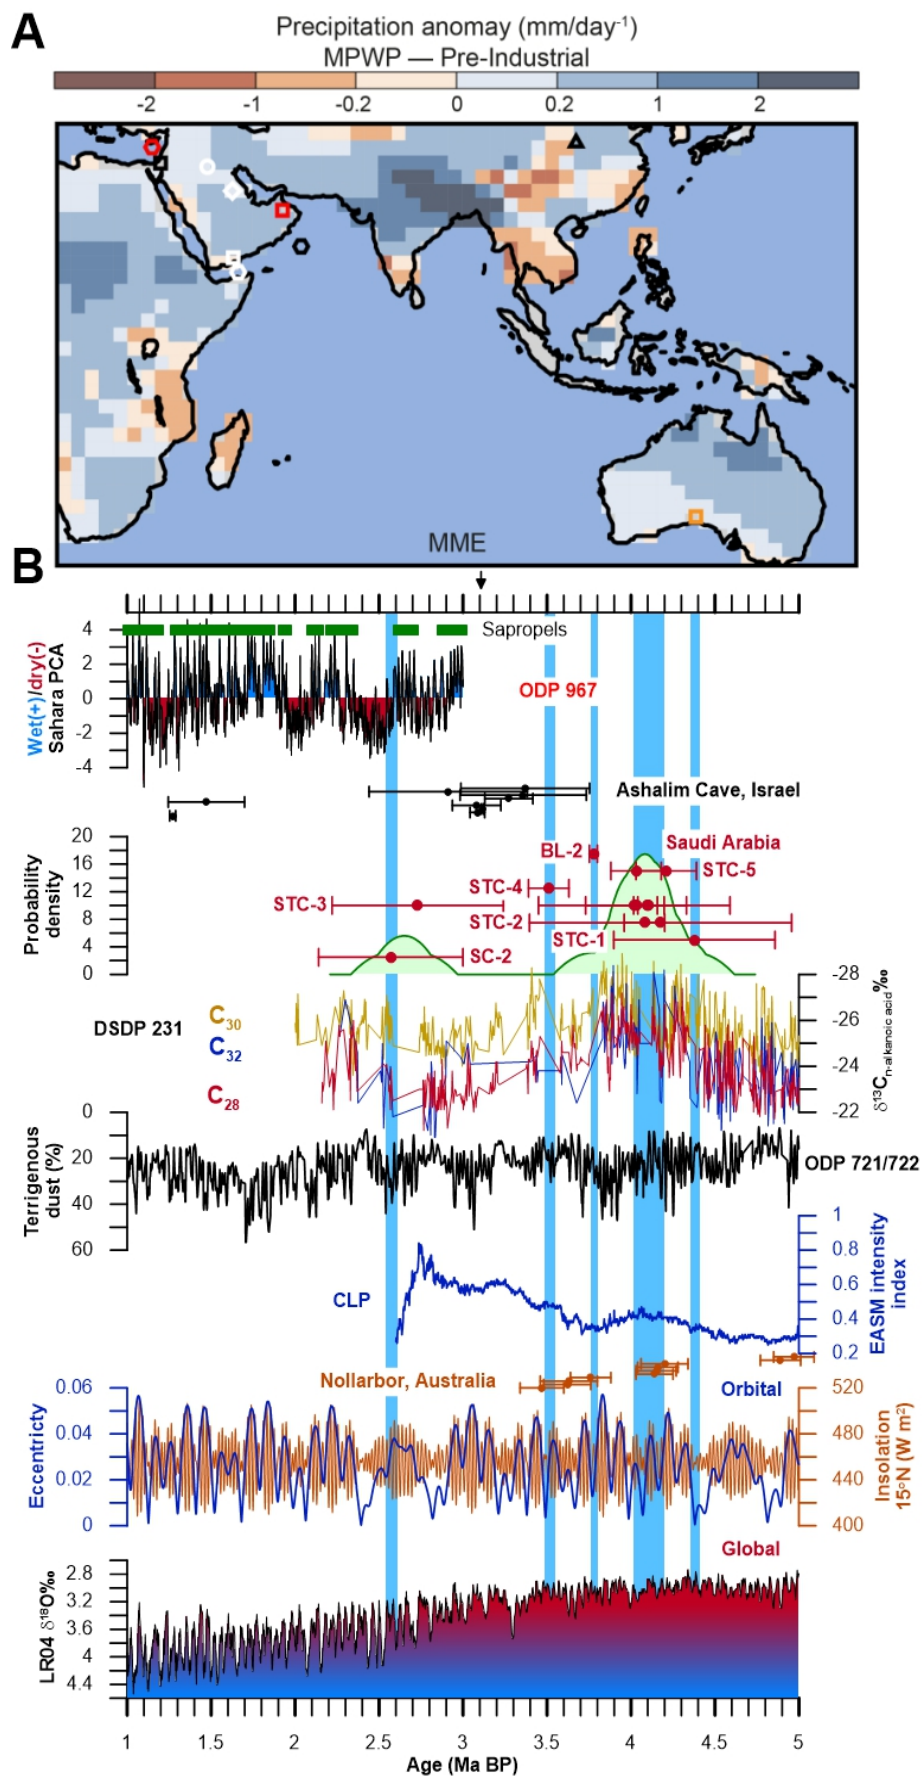 A
Precipitation anomay (mm/day-1)
MPWP — Pre-Industrial
-2 -1 -0.2 0 0.2 1 2
MME
B
4
2
0
-2
-4
Wet(+)/dry(-)
Sahara PCA
Sapropels
ODP 967
Ashalim Cave, Israel
20
16
12
8
4
0
Probability
density
BL-2
Saudi Arabia
STC-5
STC-4
STC-3
STC-2
STC-1
SC-2
DSDP 231
C30
C32
C28
-28
-26
-24
-22
δ13Cn-alkanoic acid‰
0
20
40
60
Terrigenous
dust (%)
ODP 721/722
CLP
1
0.8
0.6
0.4
0.2
EASM intensity
index
Nollarbor, Australia
Orbital
0.06
0.04
0.02
0
Eccentricty
520
480
440
400
Insolation
15°N (W m2)
Global
2.8
3.2
3.6
4
4.4
LR04 δ18O‰
1 1.5 2 2.5 3 3.5 4 4.5 5
Age (Ma BP)